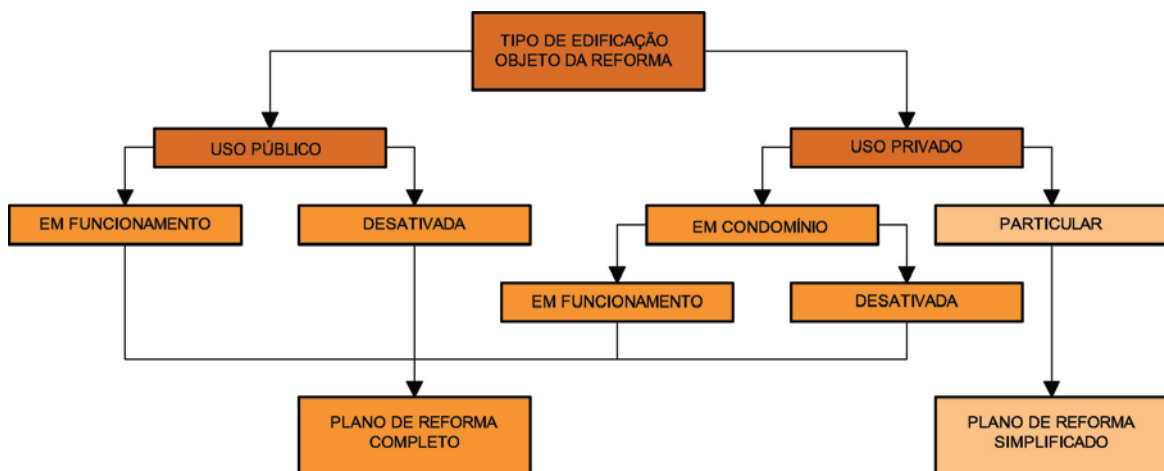 TIPO DE EDIFICAÇÃO
OBJETO DA REFORMA
USO PÚBLICO
USO PRIVADO
EM FUNCIONAMENTO
DESATIVADA
EM CONDOMÍNIO
PARTICULAR
EM FUNCIONAMENTO
DESATIVADA
PLANO DE REFORMA
COMPLETO
PLANO DE REFORMA
SIMPLIFICADO